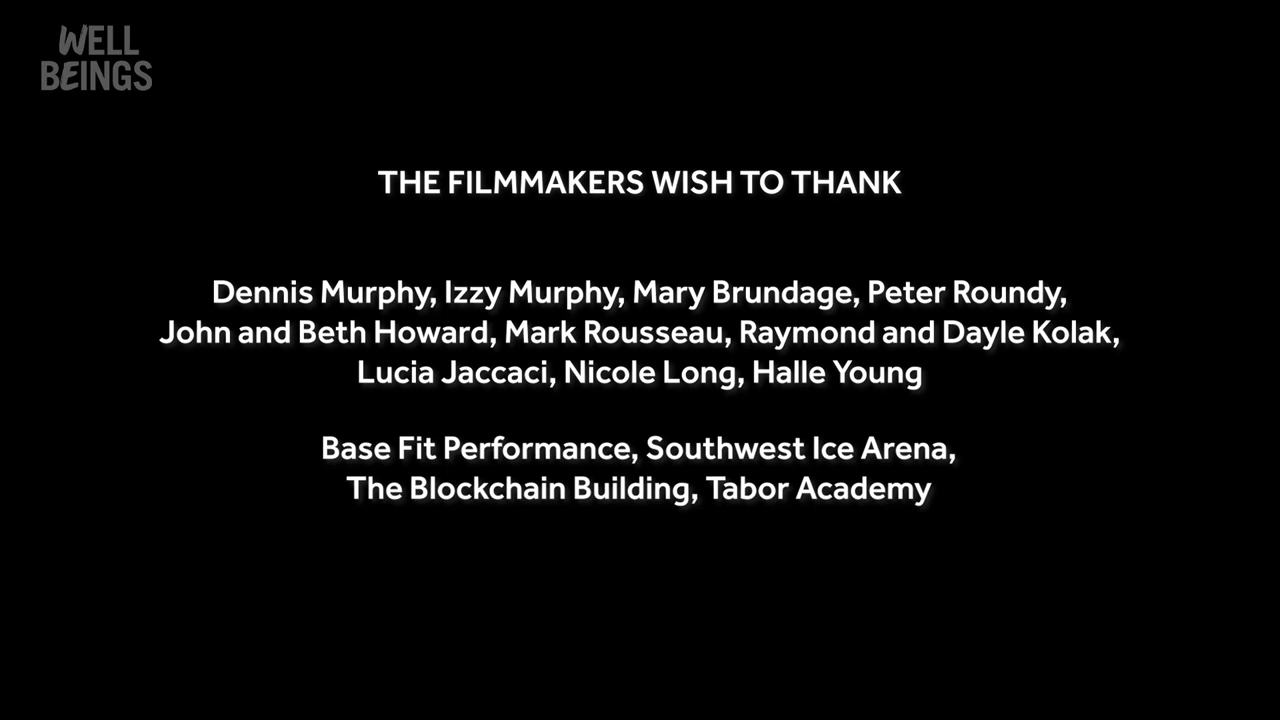 WELL
BEINGS
THE FILMMAKERS WISH TO THANK
Dennis Murphy, Izzy Murphy, Mary Brundage, Peter Roundy,
John and Beth Howard, Mark Rousseau, Raymond and Dayle Kolak,
Lucia Jaccaci, Nicole Long, Halle Young
Base Fit Performance, Southwest Ice Arena,
The Blockchain Building, Tabor Academy